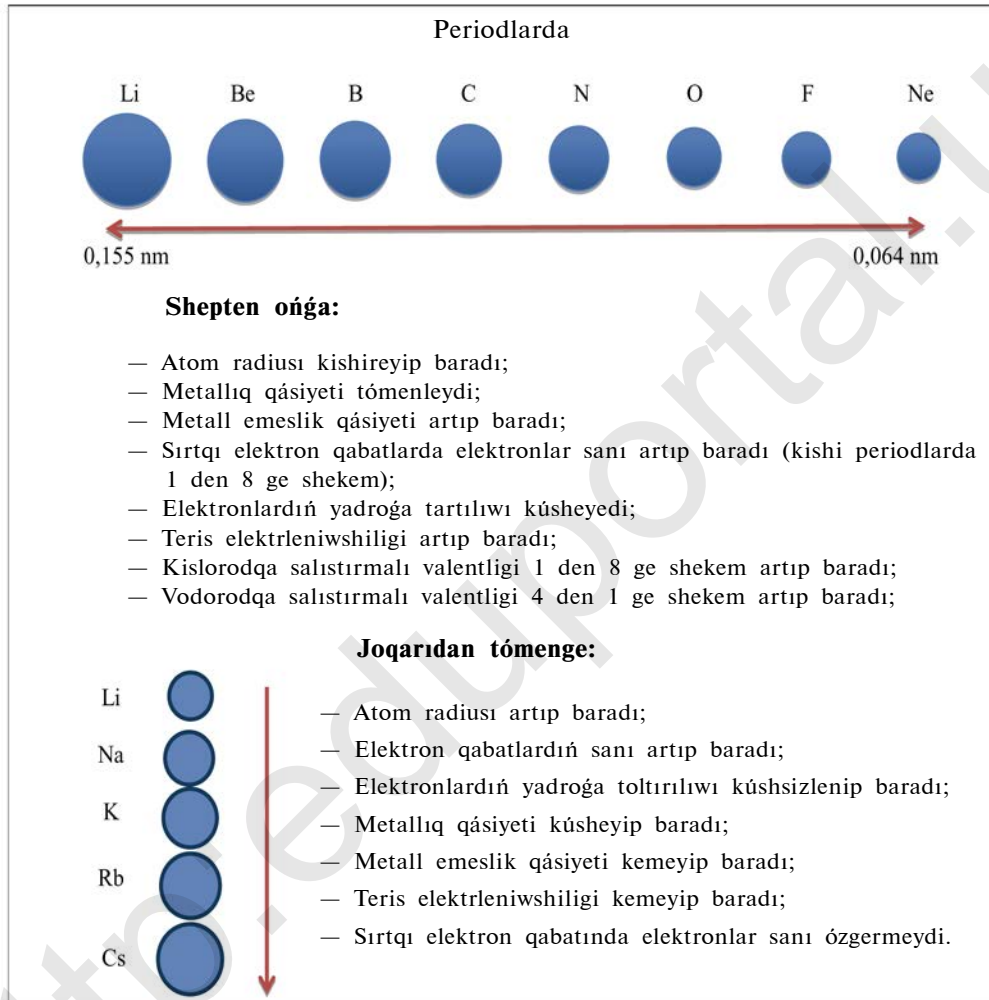 Periodlarda
Li Be B C N O F Ne
0,155 nm 0,064 nm
Shepten ońǵa:
— Atom radiusı kishireyip baradı;
— Metallıq qásiyeti tómenleydi;
— Metall emeslik qásiyeti artıp baradı;
— Sırtqı elektron qabatlarda elektronlar sanı artıp baradı (kishi periodlarda
1 den 8 ge shekem);
— Elektronlardıń yadroǵa tartılıwı kúsheyedi;
— Teris elektrleniwshiligi artıp baradı;
— Kislorodqa salıstırmalı valentligi 1 den 8 ge shekem artıp baradı;
— Vodorodqa salıstırmalı valentligi 4 den 1 ge shekem artıp baradı;
Joqarıdan tómenge:
Li
Na
K
Rb
Cs
— Atom radiusı artıp baradı;
— Elektron qabatlardıń sanı artıp baradı;
— Elektronlardıń yadroǵa toltırılıwı kúshsizlenip baradı;
— Metallıq qásiyeti kúsheyip baradı;
— Metall emeslik qásiyeti kemeyip baradı;
— Teris elektrleniwshiligi kemeyip baradı;
— Sırtqı elektron qabatında elektronlar sanı ózgermeydi.